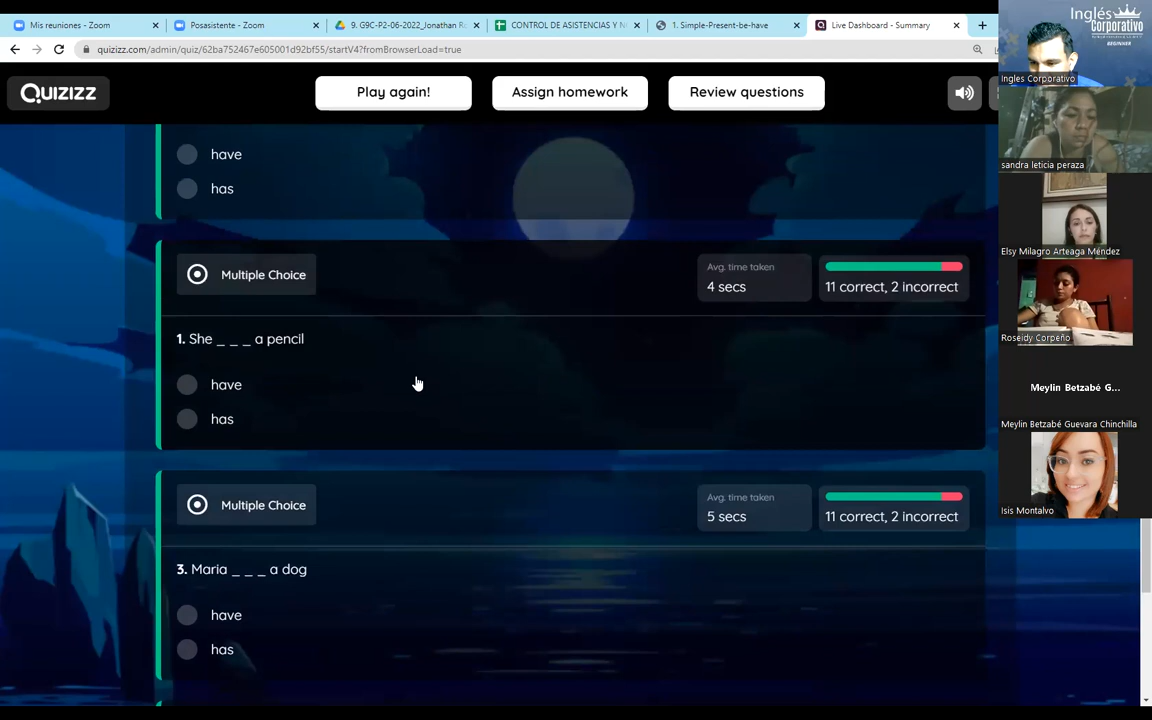 Mis reuniones - Zoom
Posasistente - Zoom
9. G9C-P2-06-2022_Jonathan R
CONTROL DE ASISTENCIAS Y N
1. Simple-Present-be-have
Live Dashboard - Summary
quizizz.com/admin/quiz/62ba752467e605001d92bf55/startV4?fromBrowserLoad=true
Quizizz
Play again!
Assign homework
Review questions
have
has
Multiple Choice
Avg. time taken
4 secs
11 correct, 2 incorrect
1. She _ _ _ a pencil
have
has
Multiple Choice
Avg. time taken
5 secs
11 correct, 2 incorrect
3. Maria _ _ _ a dog
have
has
Inglés
Corporativo
BEGINNER
Ingles Corporativo
sandra leticia peraza
Elsy Milagro Arteaga Méndez
Roseidy Corpeño
Meylin Betzabé G...
Meylin Betzabé Guevara Chinchilla
Isis Montalvo